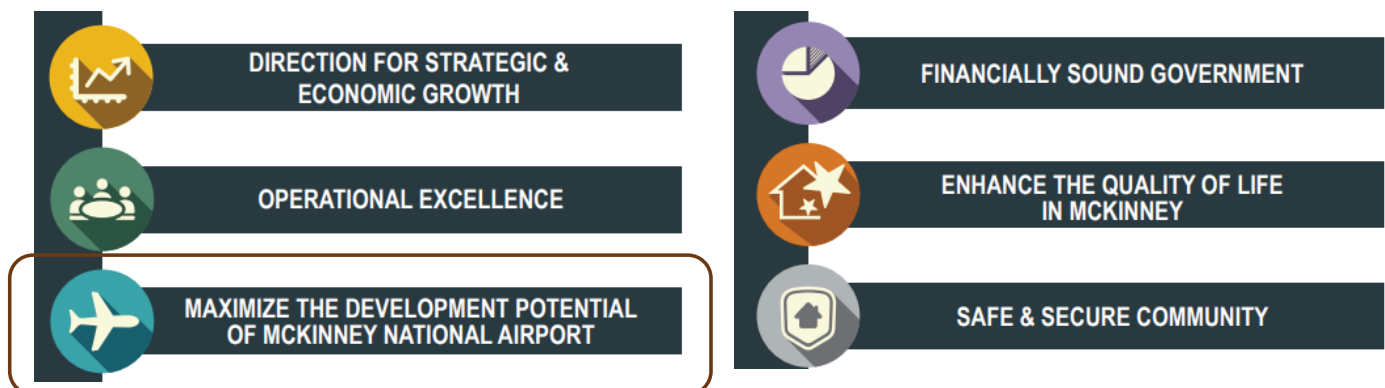 DIRECTION FOR STRATEGIC &
ECONOMIC GROWTH
OPERATIONAL EXCELLENCE
MAXIMIZE THE DEVELOPMENT POTENTIAL
OF MCKINNEY NATIONAL AIRPORT
FINANCIALLY SOUND GOVERNMENT
ENHANCE THE QUALITY OF LIFE
IN MCKINNEY
SAFE & SECURE COMMUNITY